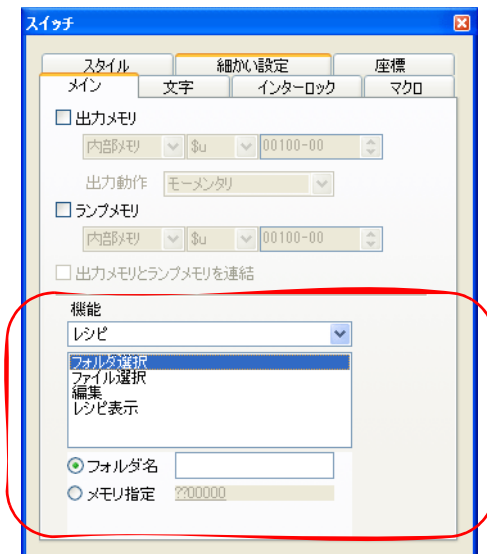 スイッチ
スタイル 細かい設定 座標
メイン 文字 インターロック マクロ
出力メモリ
内部メモリ $u 00100-00
出力動作 モーメンタリ
ランプメモリ
内部メモリ $u 00100-00
出力メモリとランプメモリを連結
機能
レシピ
フォルダ選択
ファイル選択
編集
レシピ表示
フォルダ名
メモリ指定 ??00000